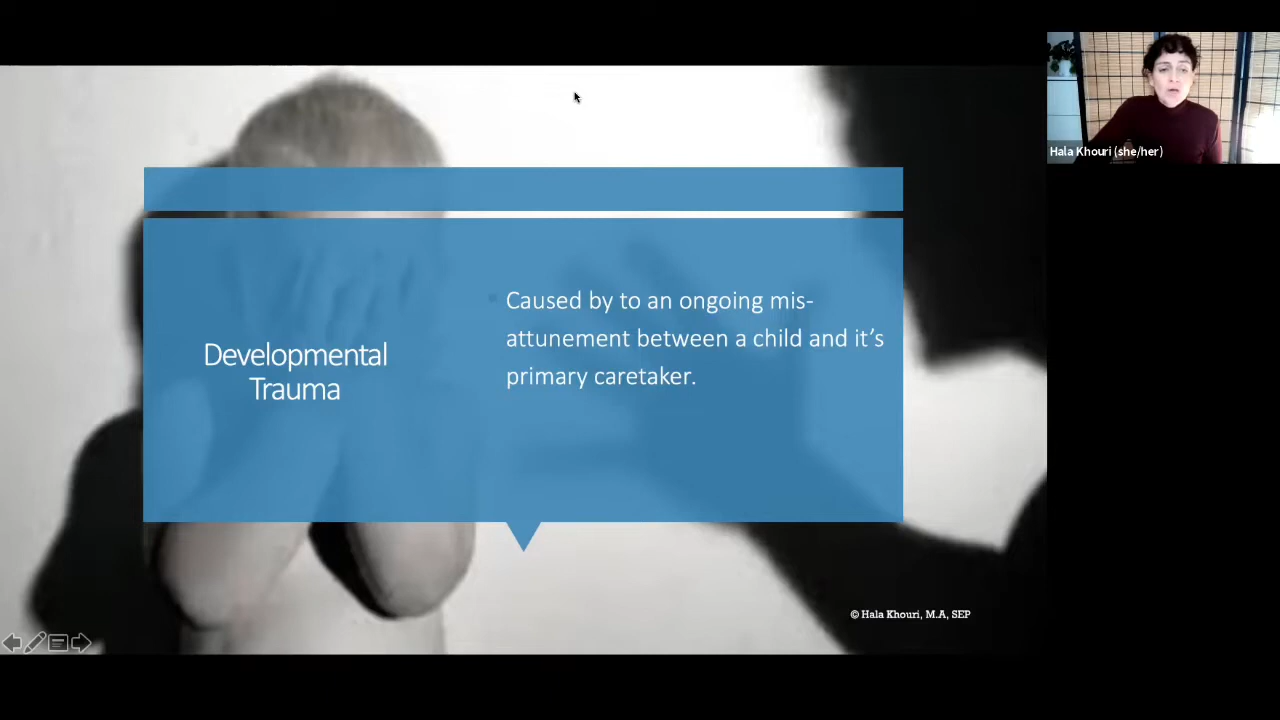 Hala Khouri (she/her)
Developmental
Trauma
Caused by to an ongoing mis-
attunement between a child and it’s
primary caretaker.
© Hala Khouri, M.A, SEP